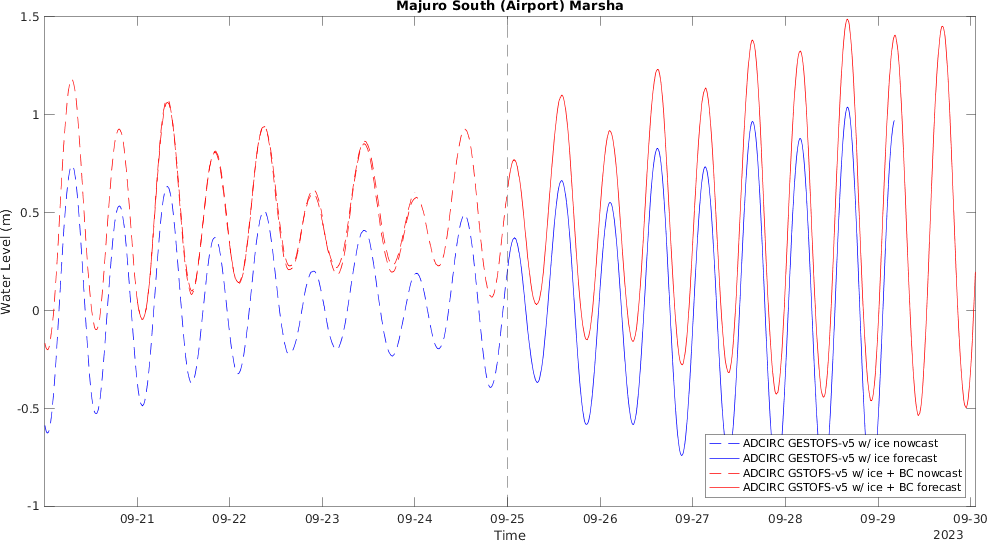 Majuro South (Airport) Marsha
Water Level (m)
1.5
1
0.5
0
-0.5
-1
09-21
09-22
09-23
09-24
09-25
09-26
09-27
09-28
09-29
09-30
Time
2023
ADCIRC GESTOFS-v5 w/ ice nowcast
ADCIRC GESTOFS-v5 w/ ice forecast
ADCIRC GSTOFS-v5 w/ ice + BC nowcast
ADCIRC GSTOFS-v5 w/ ice + BC forecast